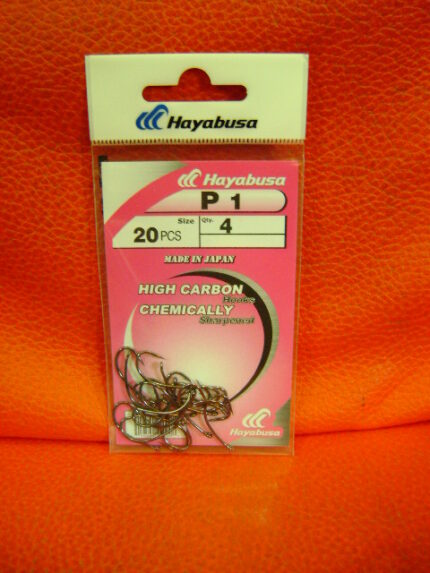 Hayabusa
Hayabusa
P 1
Size Qty.
20 PCS 4
MADE IN JAPAN
HIGH CARBON
Hooks
CHEMICALLY
Sharpened
Hayabusa